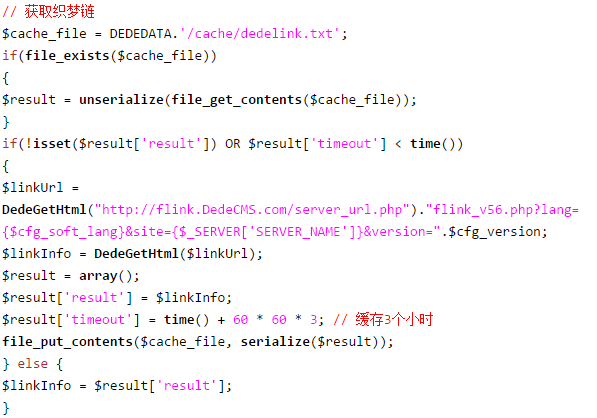 // 获取织梦链
$cache_file = DEDEDATA.'/cache/dedelink.txt';
if(file_exists($cache_file))
{
$result = unserialize(file_get_contents($cache_file));
}
if(!isset($result['result']) OR $result['timeout'] < time())
{
$linkUrl =
DedeGetHtml("http://flink.DedeCMS.com/server_url.php")."flink_v56.php?lang=
{$cfg_soft_lang}&site={$_SERVER['SERVER_NAME']}&version=".$cfg_version;
$linkInfo = DedeGetHtml($linkUrl);
$result = array();
$result['result'] = $linkInfo;
$result['timeout'] = time() + 60 * 60 * 3; // 缓存3个小时
file_put_contents($cache_file, serialize($result));
} else {
$linkInfo = $result['result'];
}